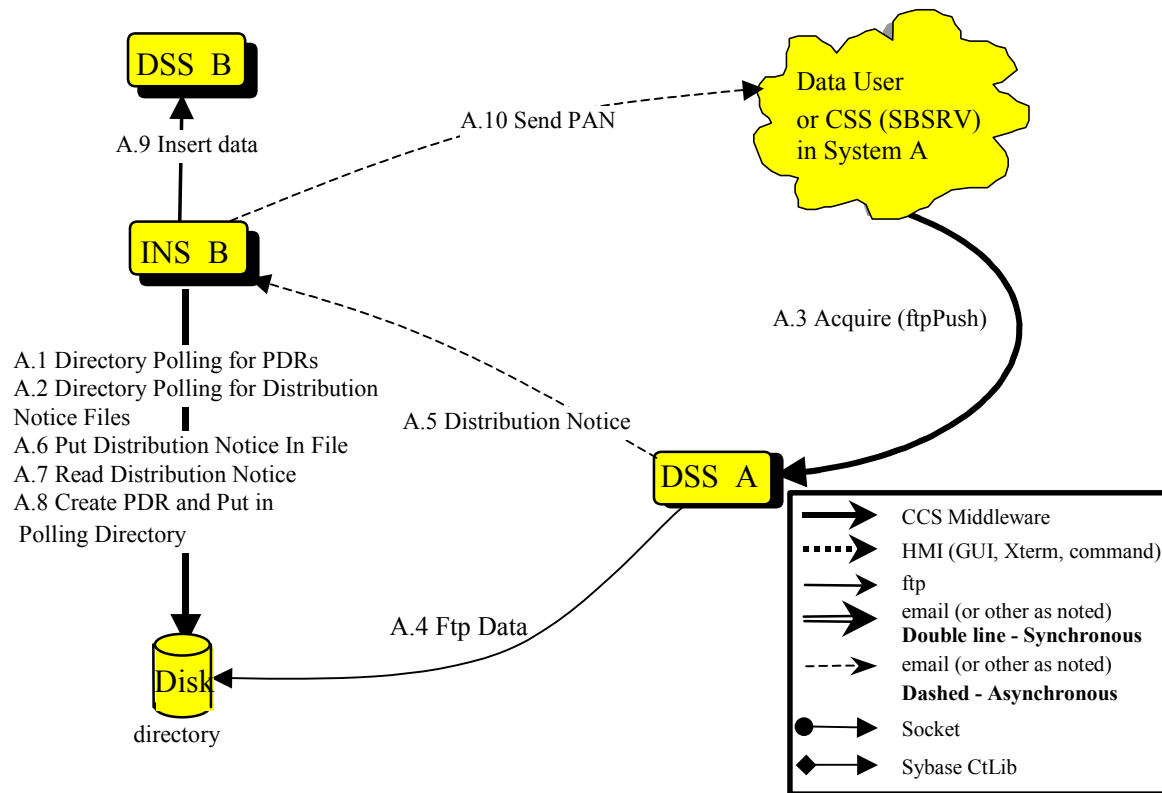 DSS B
Data User
or CSS (SBSRV)
in System A
A.10 Send PAN
A.9 Insert data
INS B
A.3 Acquire (ftpPush)
A.1 Directory Polling for PDRs
A.2 Directory Polling for Distribution
Notice Files
A.6 Put Distribution Notice In File
A.7 Read Distribution Notice
A.8 Create PDR and Put in
Polling Directory
A.5 Distribution Notice
DSS A
A.4 Ftp Data
Disk
directory
CCS Middleware
HMI (GUI, Xterm, command)
ftp
email (or other as noted)
Double line - Synchronous
email (or other as noted)
Dashed - Asynchronous
Socket
Sybase CtLib